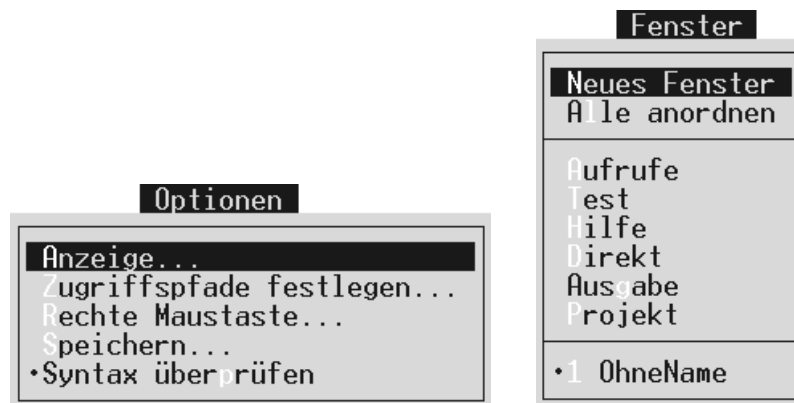 Optionen
Anzeige...
Zugriffspfade festlegen...
Rechte Maustaste...
Speichern...
•Syntax überprüfen
Fenster
Neues Fenster
Alle anordnen
Aufrufe
Test
Hilfe
Direkt
Ausgabe
Projekt
•1 OhneName